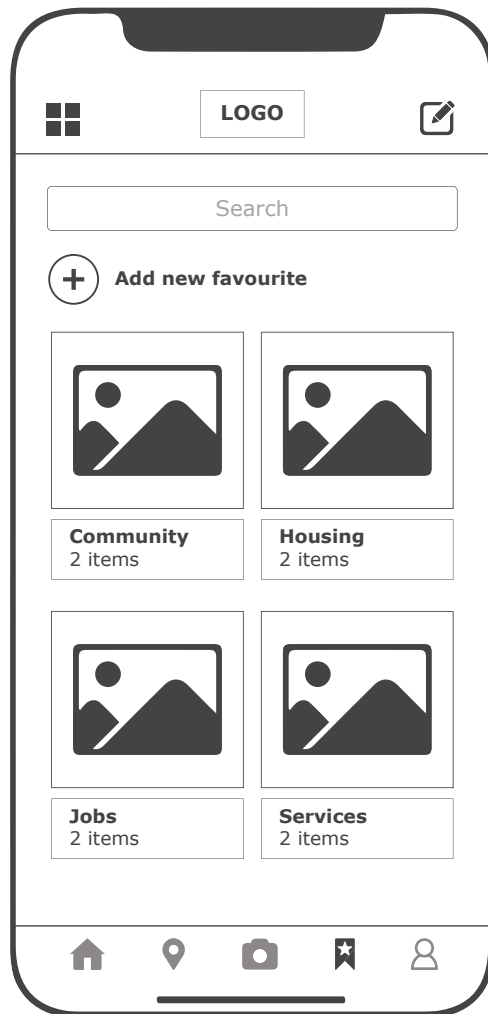 LOGO
Search
Add new favourite
Community
2 items
Housing
2 items
Jobs
2 items
Services
2 items